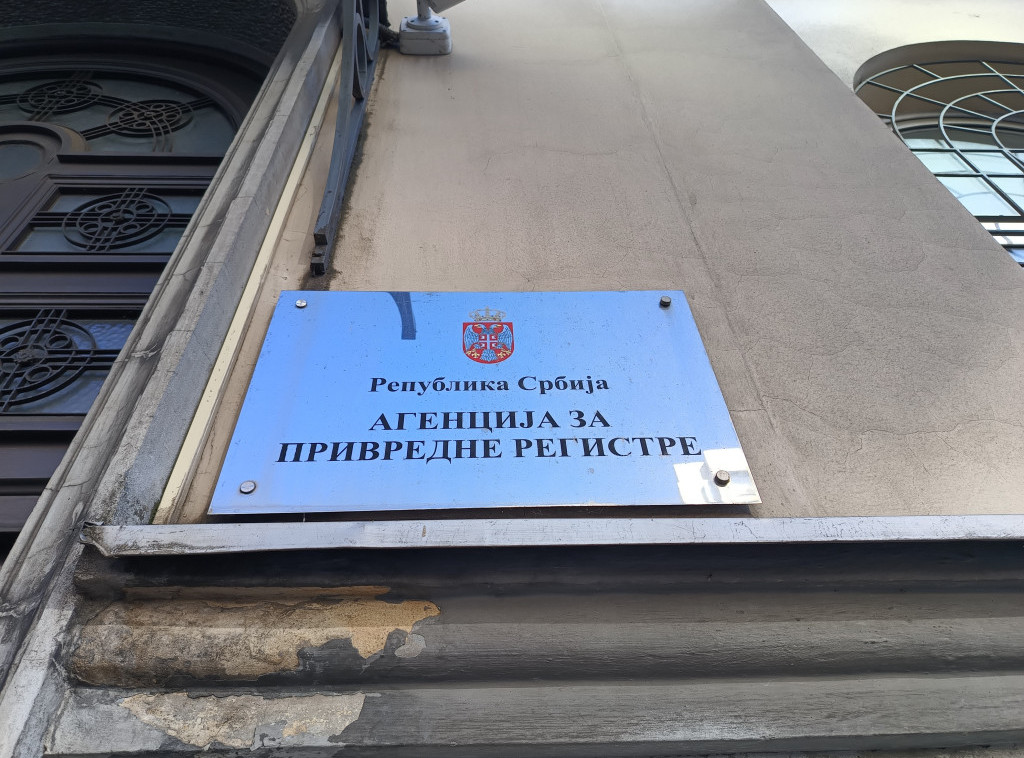 Република Србија
АГЕНЦИЈА ЗА
ПРИВРЕДНЕ РЕГИСТРЕ